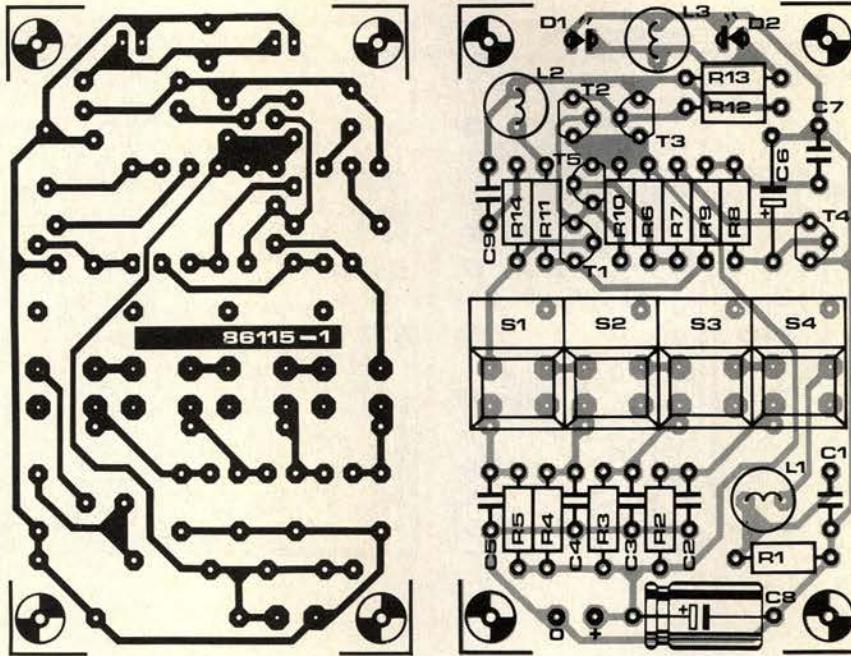 86115-1
D1
L3
D2
L2
R13
T2
R12
C7
T3
T5
C6
+
C9
R14
R11
R10
R6
R7
R9
R8
T4
T1
S1
S2
S3
S4
L1
C1
C5
R5
R4
C4
R3
C3
R2
C2
R1
0
+
+
C8